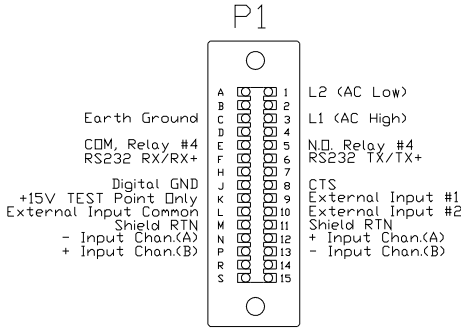 P1
A 1 L2 (AC Low)
B 2
Earth Ground C 3 L1 (AC High)
D 4
COM, Relay #4 E 5 N.O. Relay #4
RS232 RX/RX+ F 6 RS232 TX/TX+
H 7
Digital GND J 8 CTS
+15V TEST Point Only K 9 External Input #1
External Input Common L 10 External Input #2
Shield RTN M 11 Shield RTN
- Input Chan.(A) N 12 + Input Chan.(A)
+ Input Chan.(B) P 13 - Input Chan.(B)
R 14
S 15